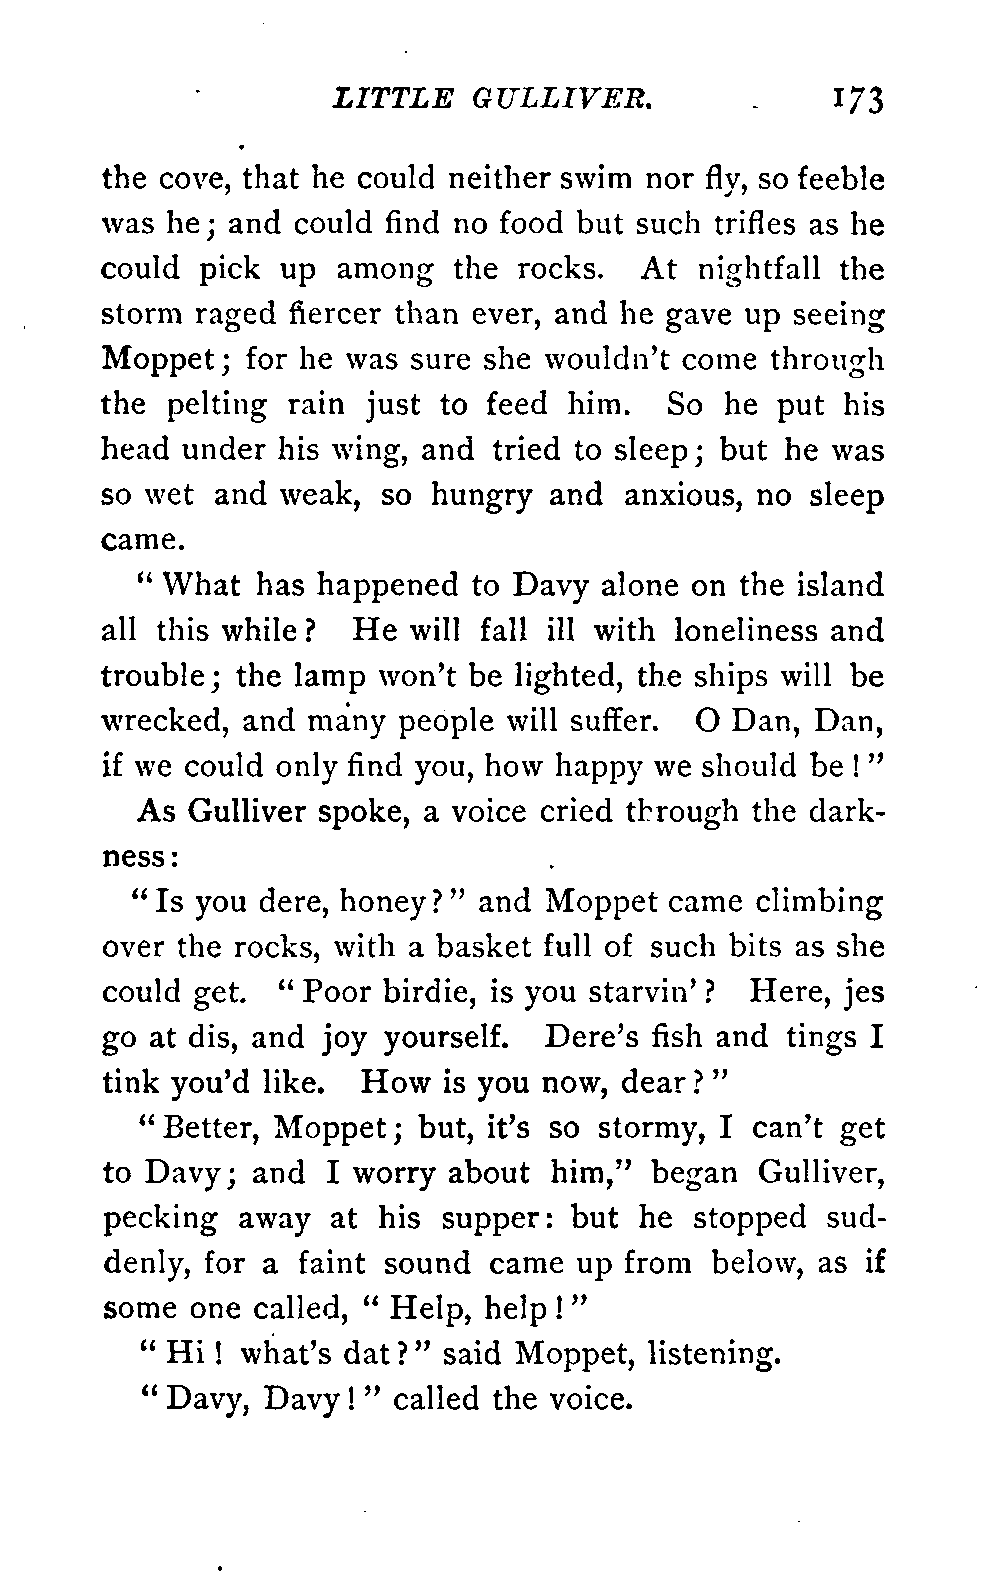 LITTLE GULLIVER. 173
the cove, that he could neither swim nor fly, so feeble
was he; and could find no food but such trifles as he
could pick up among the rocks. At nightfall the
storm raged fiercer than ever, and he gave up seeing
Moppet; for he was sure she wouldn't come through
the pelting rain just to feed him. So he put his
head under his wing, and tried to sleep; but he was
so wet and weak, so hungry and anxious, no sleep
came.
"What has happened to Davy alone on the island
all this while? He will fall ill with loneliness and
trouble; the lamp won't be lighted, the ships will be
wrecked, and many people will suffer. O Dan, Dan,
if we could only find you, how happy we should be!"
As Gulliver spoke, a voice cried through the dark-
ness:
"Is you dere, honey?" and Moppet came climbing
over the rocks, with a basket full of such bits as she
could get. "Poor birdie, is you starvin'? Here, jes
go at dis, and joy yourself. Dere's fish and tings I
tink you'd like. How is you now, dear?"
"Better, Moppet; but, it's so stormy, I can't get
to Davy; and I worry about him," began Gulliver,
pecking away at his supper: but he stopped sud-
denly, for a faint sound came up from below, as if
some one called, "Help, help!"
"Hi! what's dat?" said Moppet, listening.
"Davy, Davy!" called the voice.